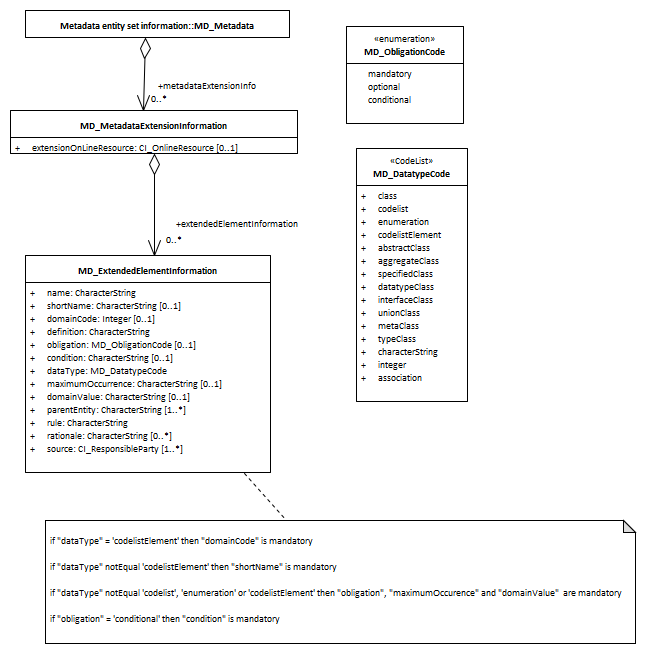 Metadata entity set information::MD_Metadata
+metadataExtensionInfo
0..*
MD_MetadataExtensionInformation
+ extensionOnLineResource: CI_OnlineResource [0..1]
+extendedElementInformation
0..*
MD_ExtendedElementInformation
+ name: CharacterString
+ shortName: CharacterString [0..1]
+ domainCode: Integer [0..1]
+ definition: CharacterString
+ obligation: MD_ObligationCode [0..1]
+ condition: CharacterString [0..1]
+ dataType: MD_DatatypeCode
+ maximumOccurrence: CharacterString [0..1]
+ domainValue: CharacterString [0..1]
+ parentEntity: CharacterString [1..*]
+ rule: CharacterString
+ rationale: CharacterString [0..*]
+ source: CI_ResponsibleParty [1..*]
«enumeration»
MD_ObligationCode
mandatory
optional
conditional
«CodeList»
MD_DatatypeCode
+ class
+ codelist
+ enumeration
+ codelistElement
+ abstractClass
+ aggregateClass
+ specifiedClass
+ datatypeClass
+ interfaceClass
+ unionClass
+ metaClass
+ typeClass
+ characterString
+ integer
+ association
if "dataType" = 'codelistElement' then "domainCode" is mandatory
if "dataType" notEqual 'codelistElement' then "shortName" is mandatory
if "dataType" notEqual 'codelist', 'enumeration' or 'codelistElement' then "obligation", "maximumOccurence" and "domainValue" are mandatory
if "obligation" = 'conditional' then "condition" is mandatory